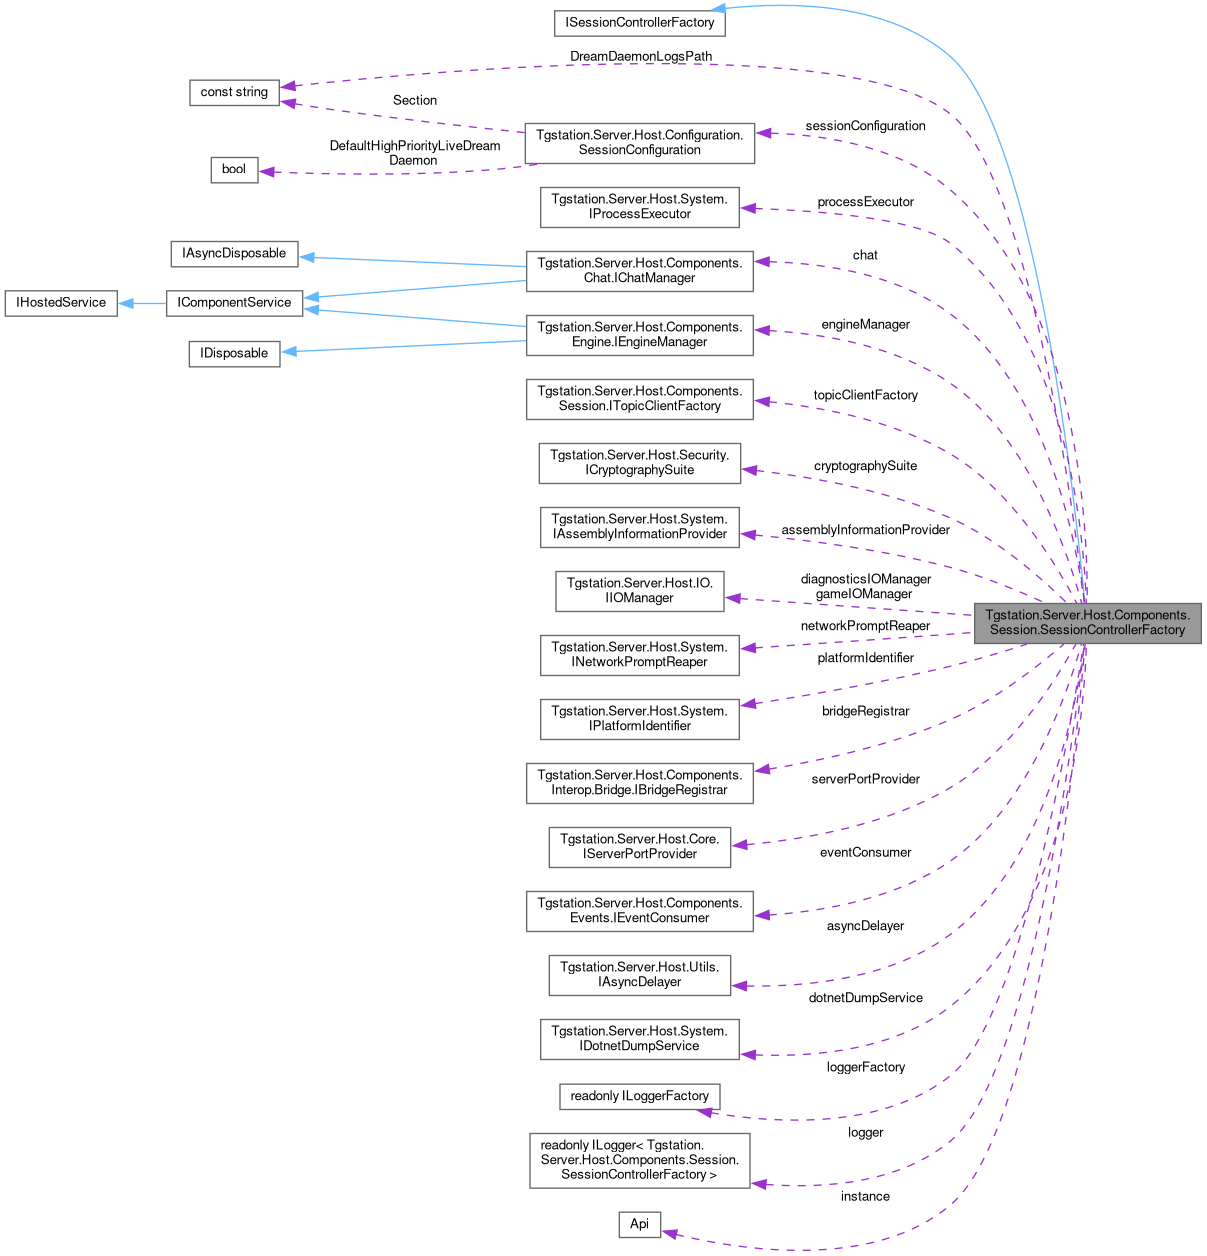 ISessionControllerFactory
DreamDaemonLogsPath
const string
Section
sessionConfiguration
Tgstation.Server.Host.Configuration.
SessionConfiguration
DefaultHighPriorityLiveDream
Daemon
bool
Tgstation.Server.Host.System.
IProcessExecutor
processExecutor
IAsyncDisposable
Tgstation.Server.Host.Components.
Chat.IChatManager
chat
IHostedService
IComponentService
Tgstation.Server.Host.Components.
Engine.IEngineManager
engineManager
IDisposable
Tgstation.Server.Host.Components.
Session.ITopicClientFactory
topicClientFactory
Tgstation.Server.Host.Security.
ICryptographySuite
cryptographySuite
Tgstation.Server.Host.System.
IAssemblyInformationProvider
assemblyInformationProvider
Tgstation.Server.Host.IO.
IIOManager
diagnosticsIOManager
gameIOManager
Tgstation.Server.Host.Components.
Session.SessionControllerFactory
Tgstation.Server.Host.System.
INetworkPromptReaper
networkPromptReaper
platformIdentifier
Tgstation.Server.Host.System.
IPlatformIdentifier
bridgeRegistrar
Tgstation.Server.Host.Components.
Interop.Bridge.IBridgeRegistrar
serverPortProvider
Tgstation.Server.Host.Core.
IServerPortProvider
eventConsumer
Tgstation.Server.Host.Components.
Events.IEventConsumer
asyncDelayer
Tgstation.Server.Host.Utils.
IAsyncDelayer
dotnetDumpService
Tgstation.Server.Host.System.
IDotnetDumpService
loggerFactory
readonly ILoggerFactory
logger
readonly ILogger< Tgstation.
Server.Host.Components.Session.
SessionControllerFactory >
instance
Api